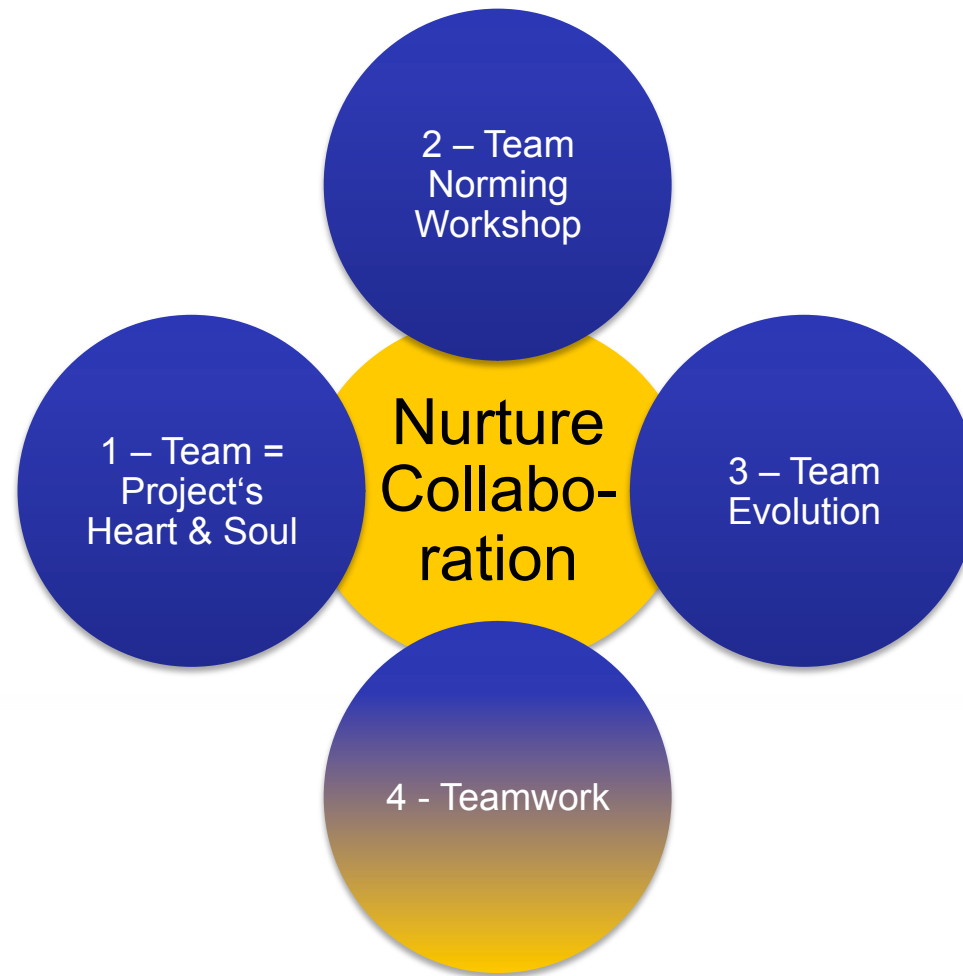 2 – Team
Norming
Workshop
1 – Team =
Project‘s
Heart & Soul
Nurture
Collabo-
ration
3 – Team
Evolution
4 - Teamwork